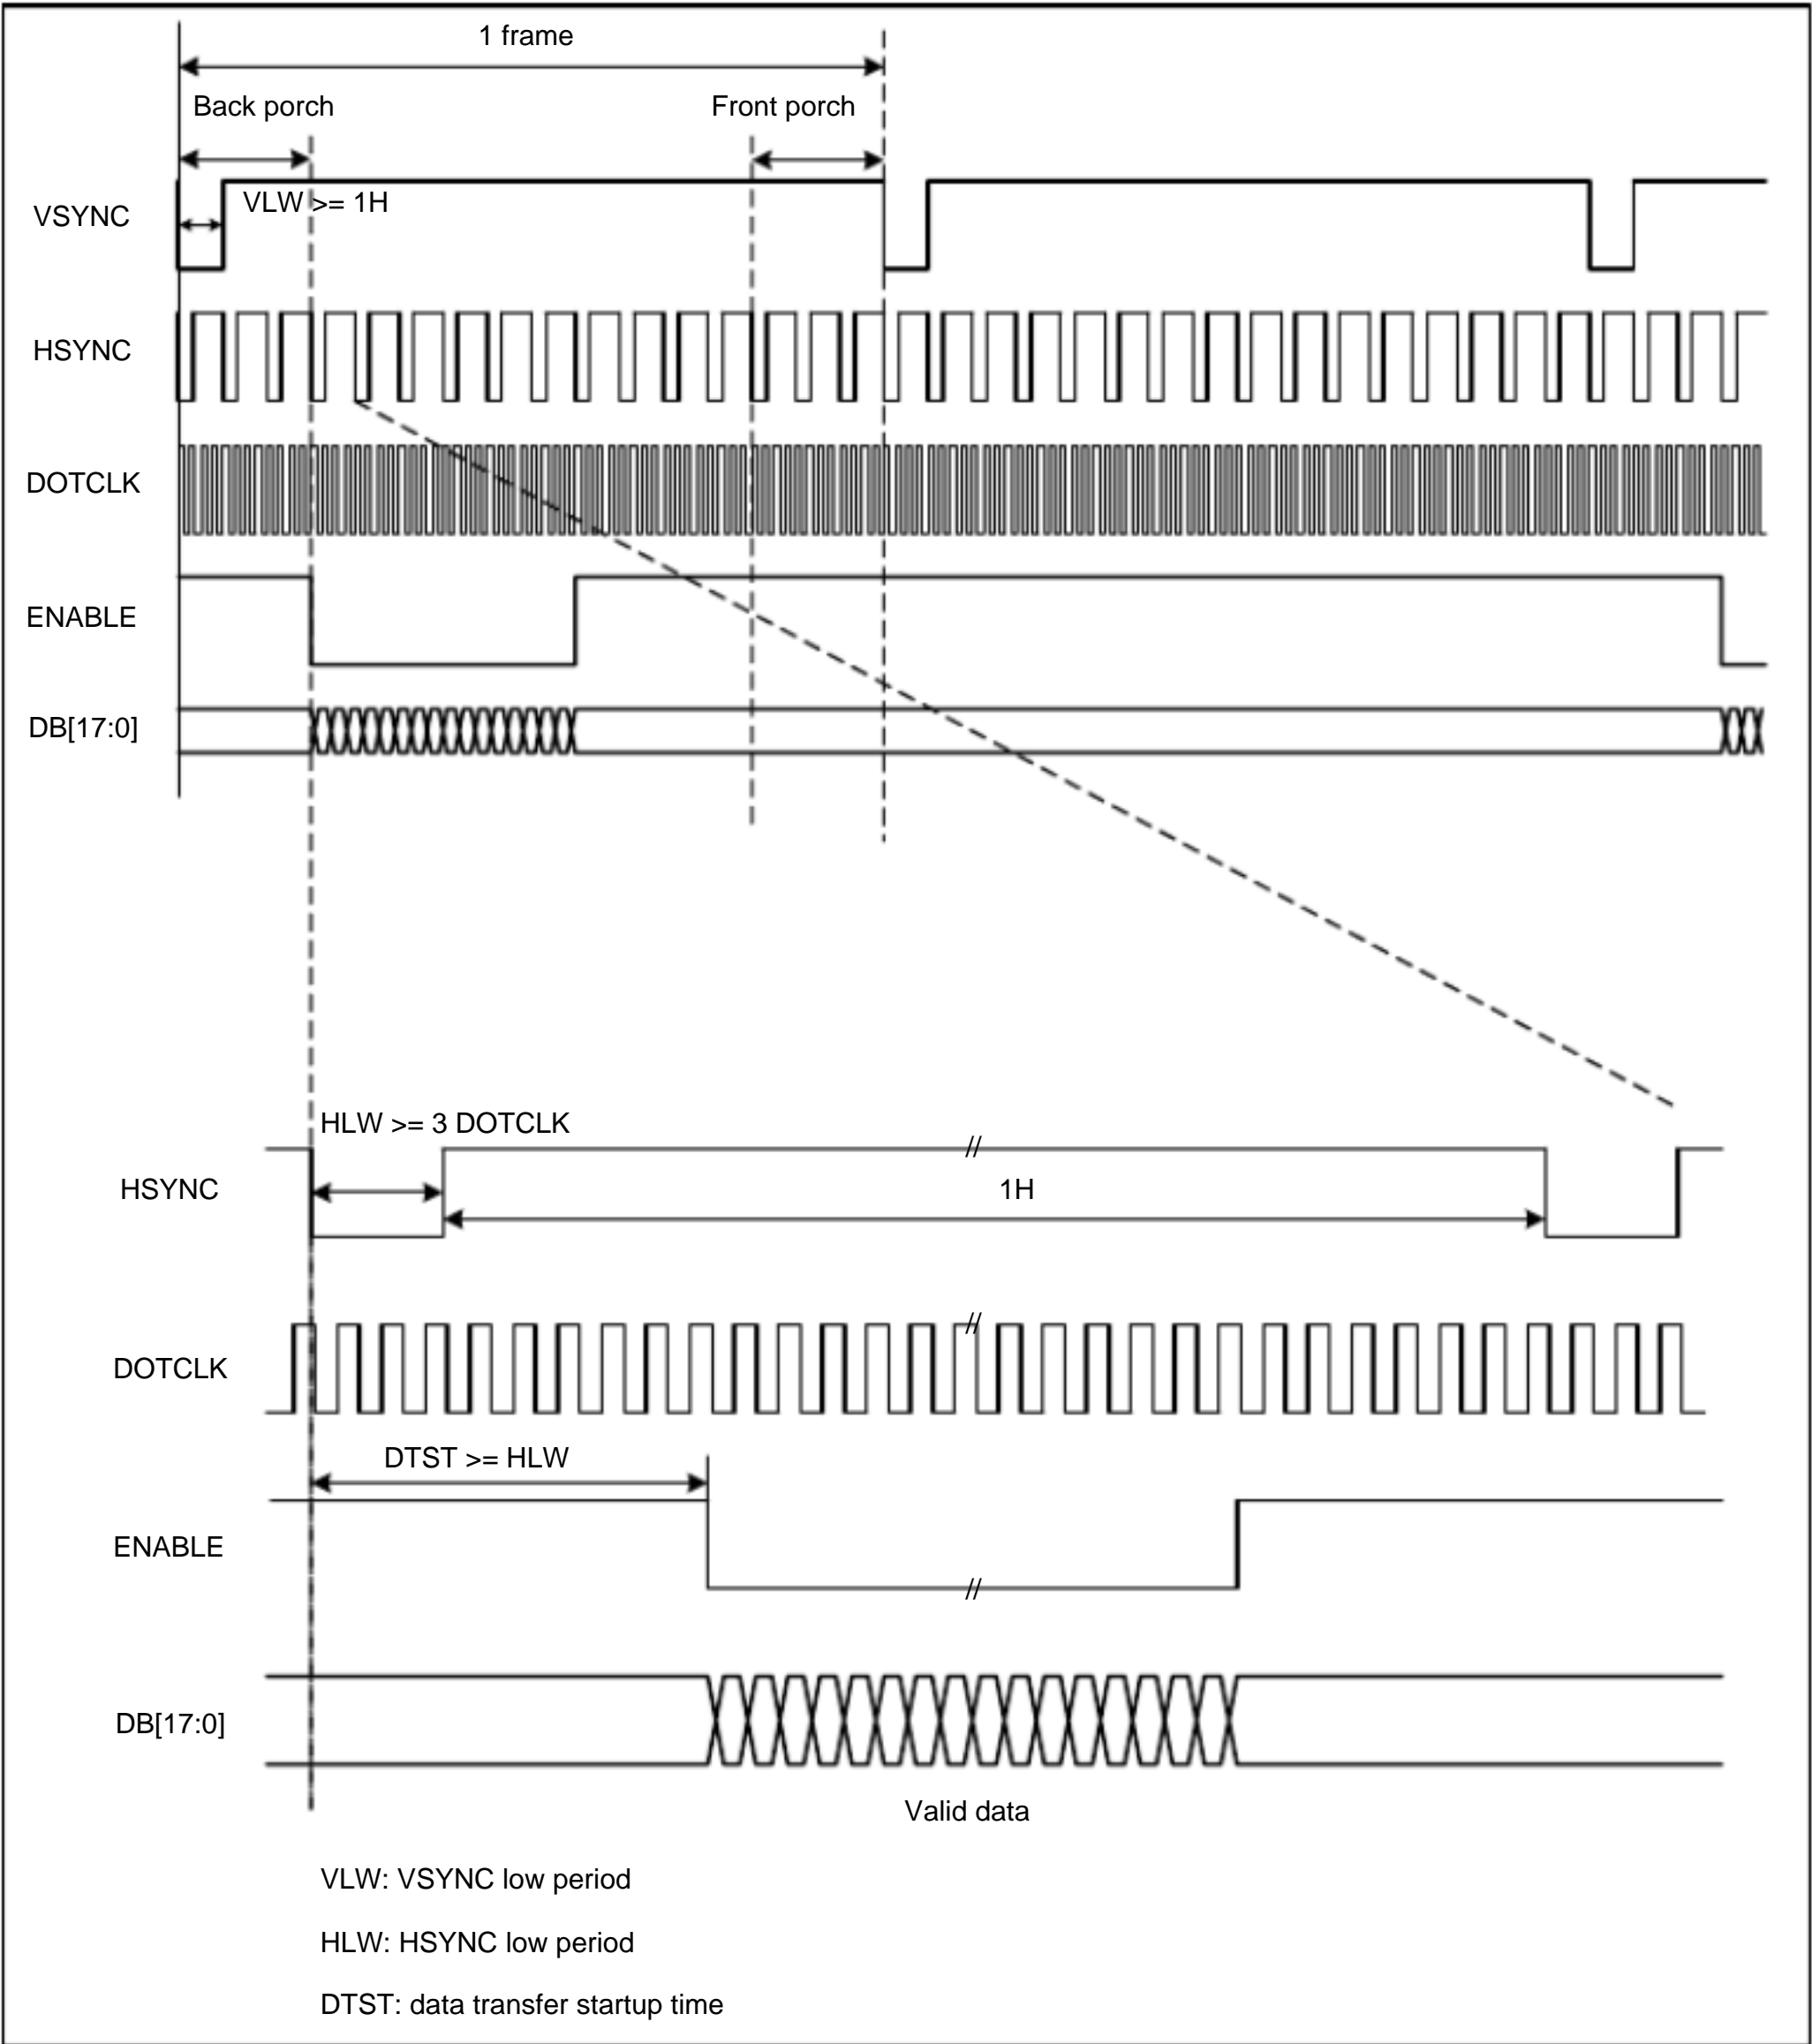 1 frame
Back porch
Front porch
VLW >= 1H
VSYNC
HSYNC
DOTCLK
ENABLE
DB[17:0]
HLW >= 3 DOTCLK
//
HSYNC
1H
//
DOTCLK
DTST >= HLW
ENABLE
//
DB[17:0]
Valid data
VLW: VSYNC low period
HLW: HSYNC low period
DTST: data transfer startup time